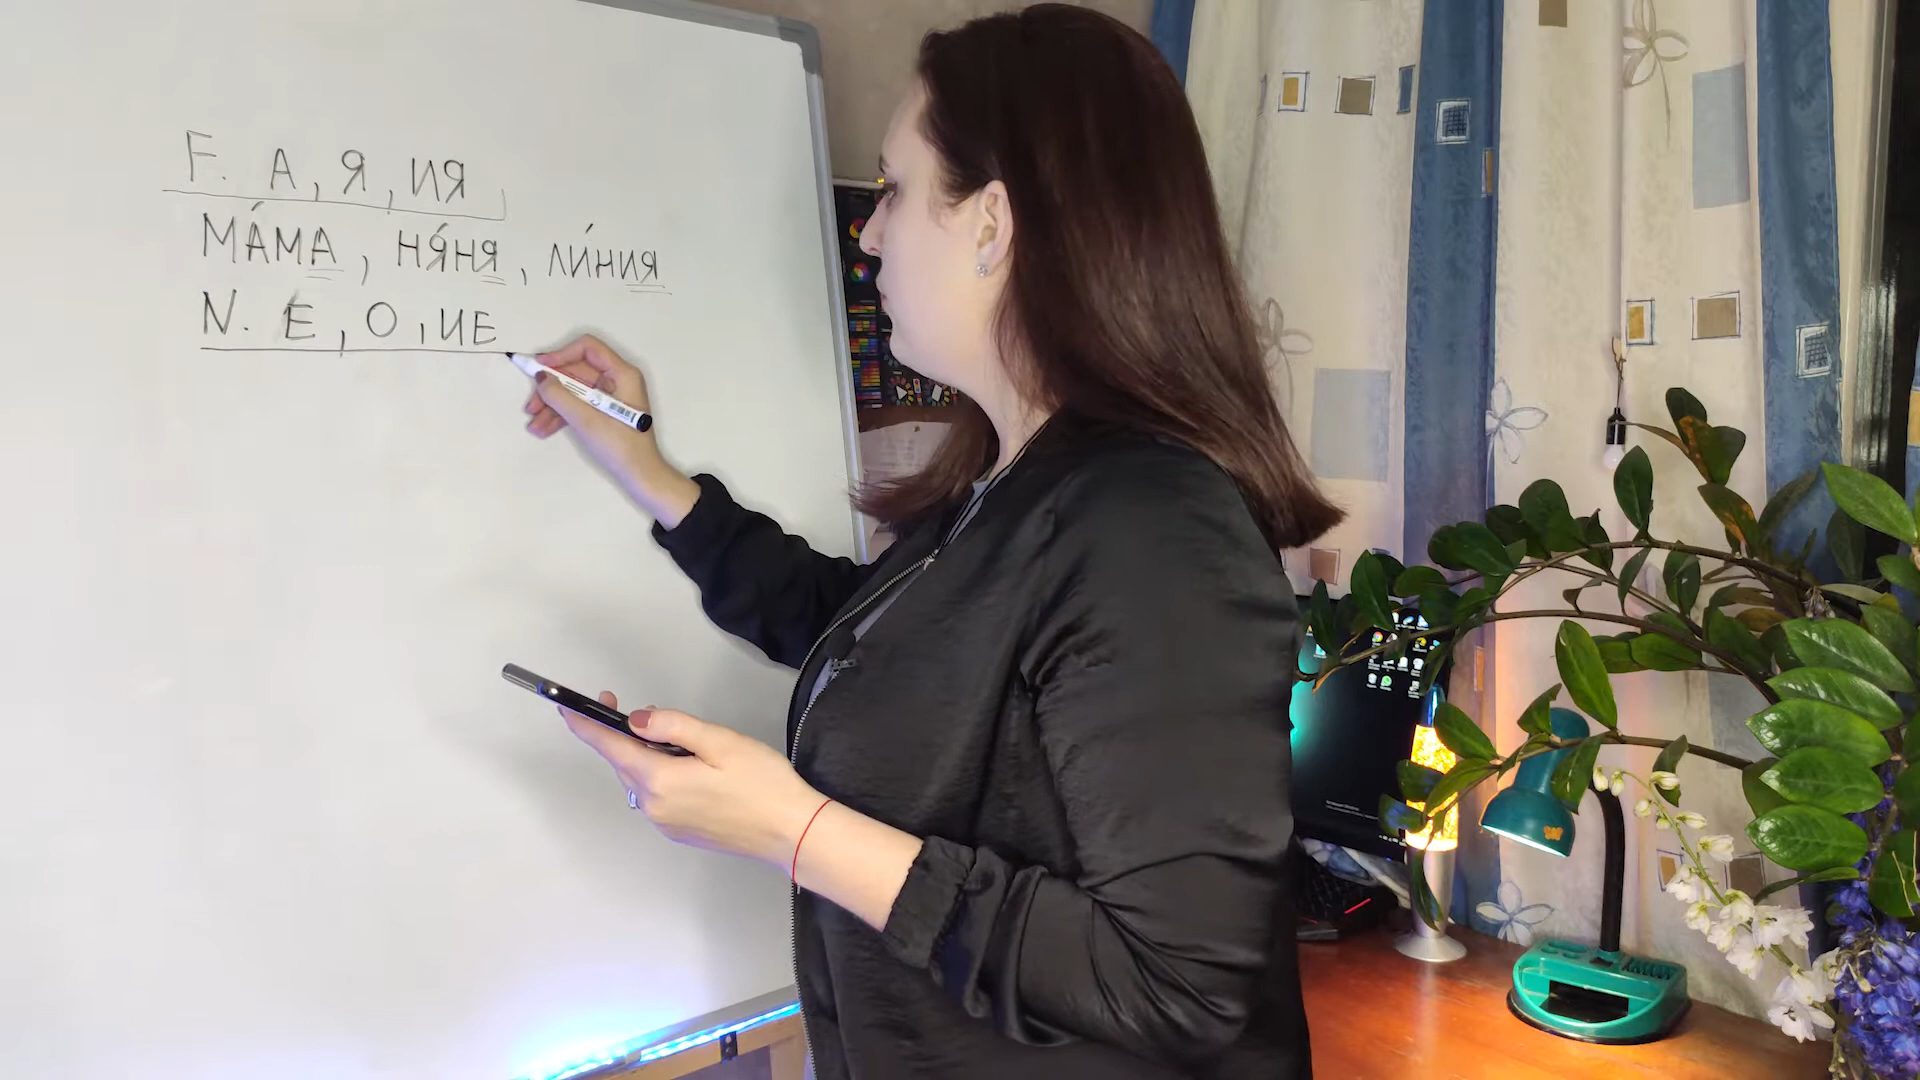 F. А, Я, ИЯ
МА́МА, НЯ́НЯ, ЛИ́НИЯ
N. Е, О, ИЕ